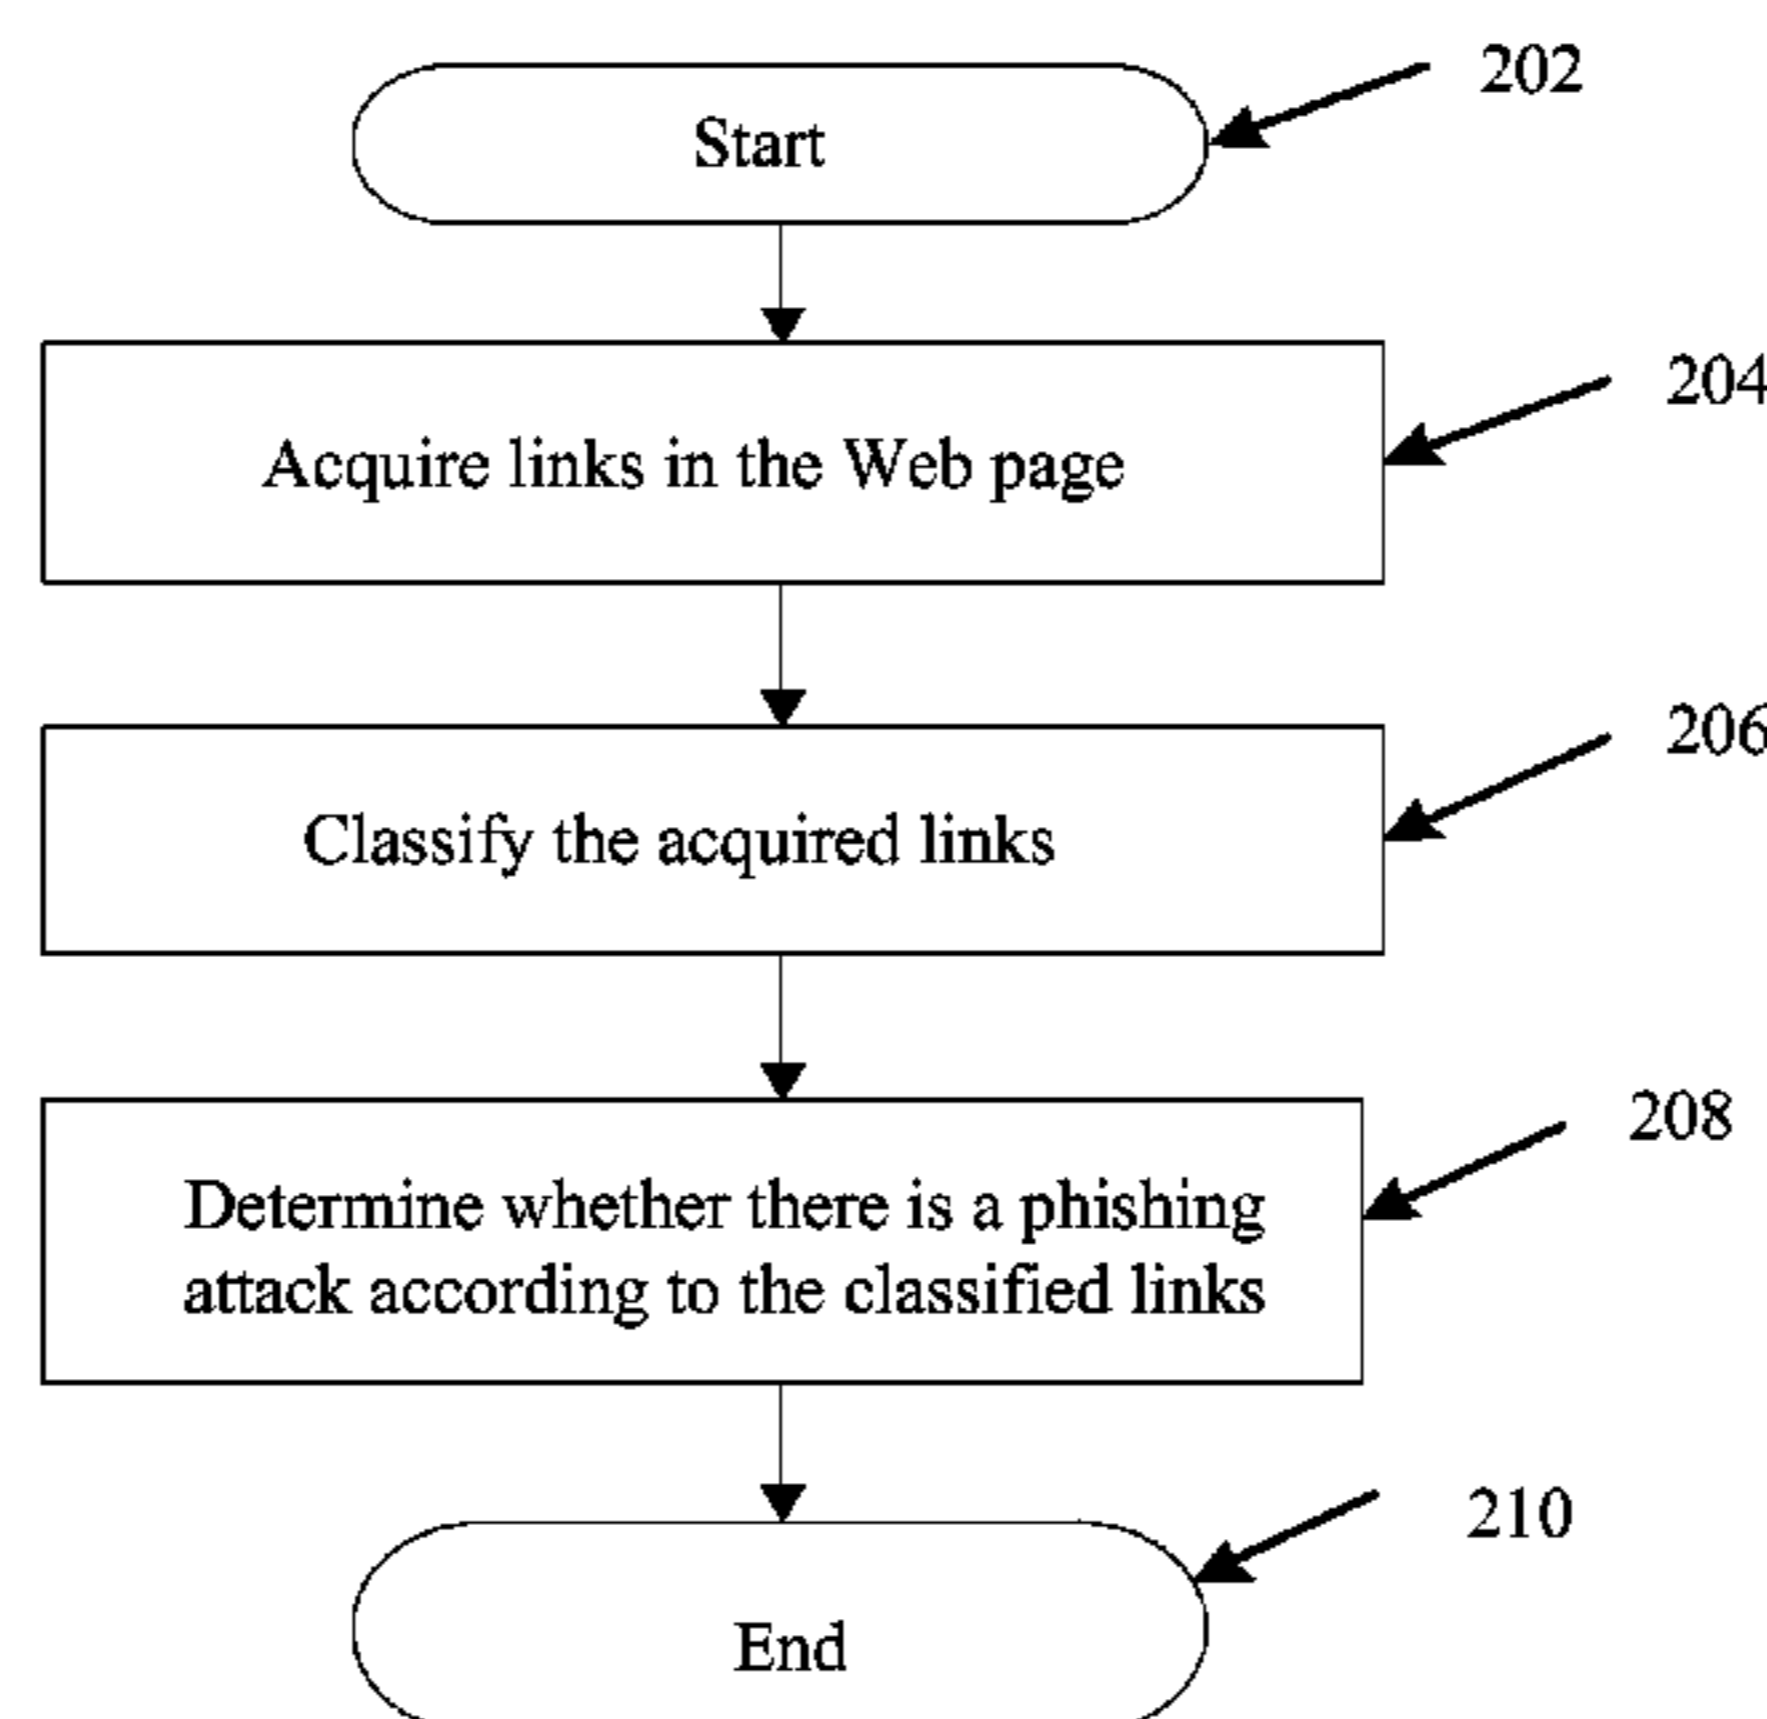 202
Start
204
Acquire links in the Web page
206
Classify the acquired links
208
Determine whether there is a phishing
attack according to the classified links
210
End